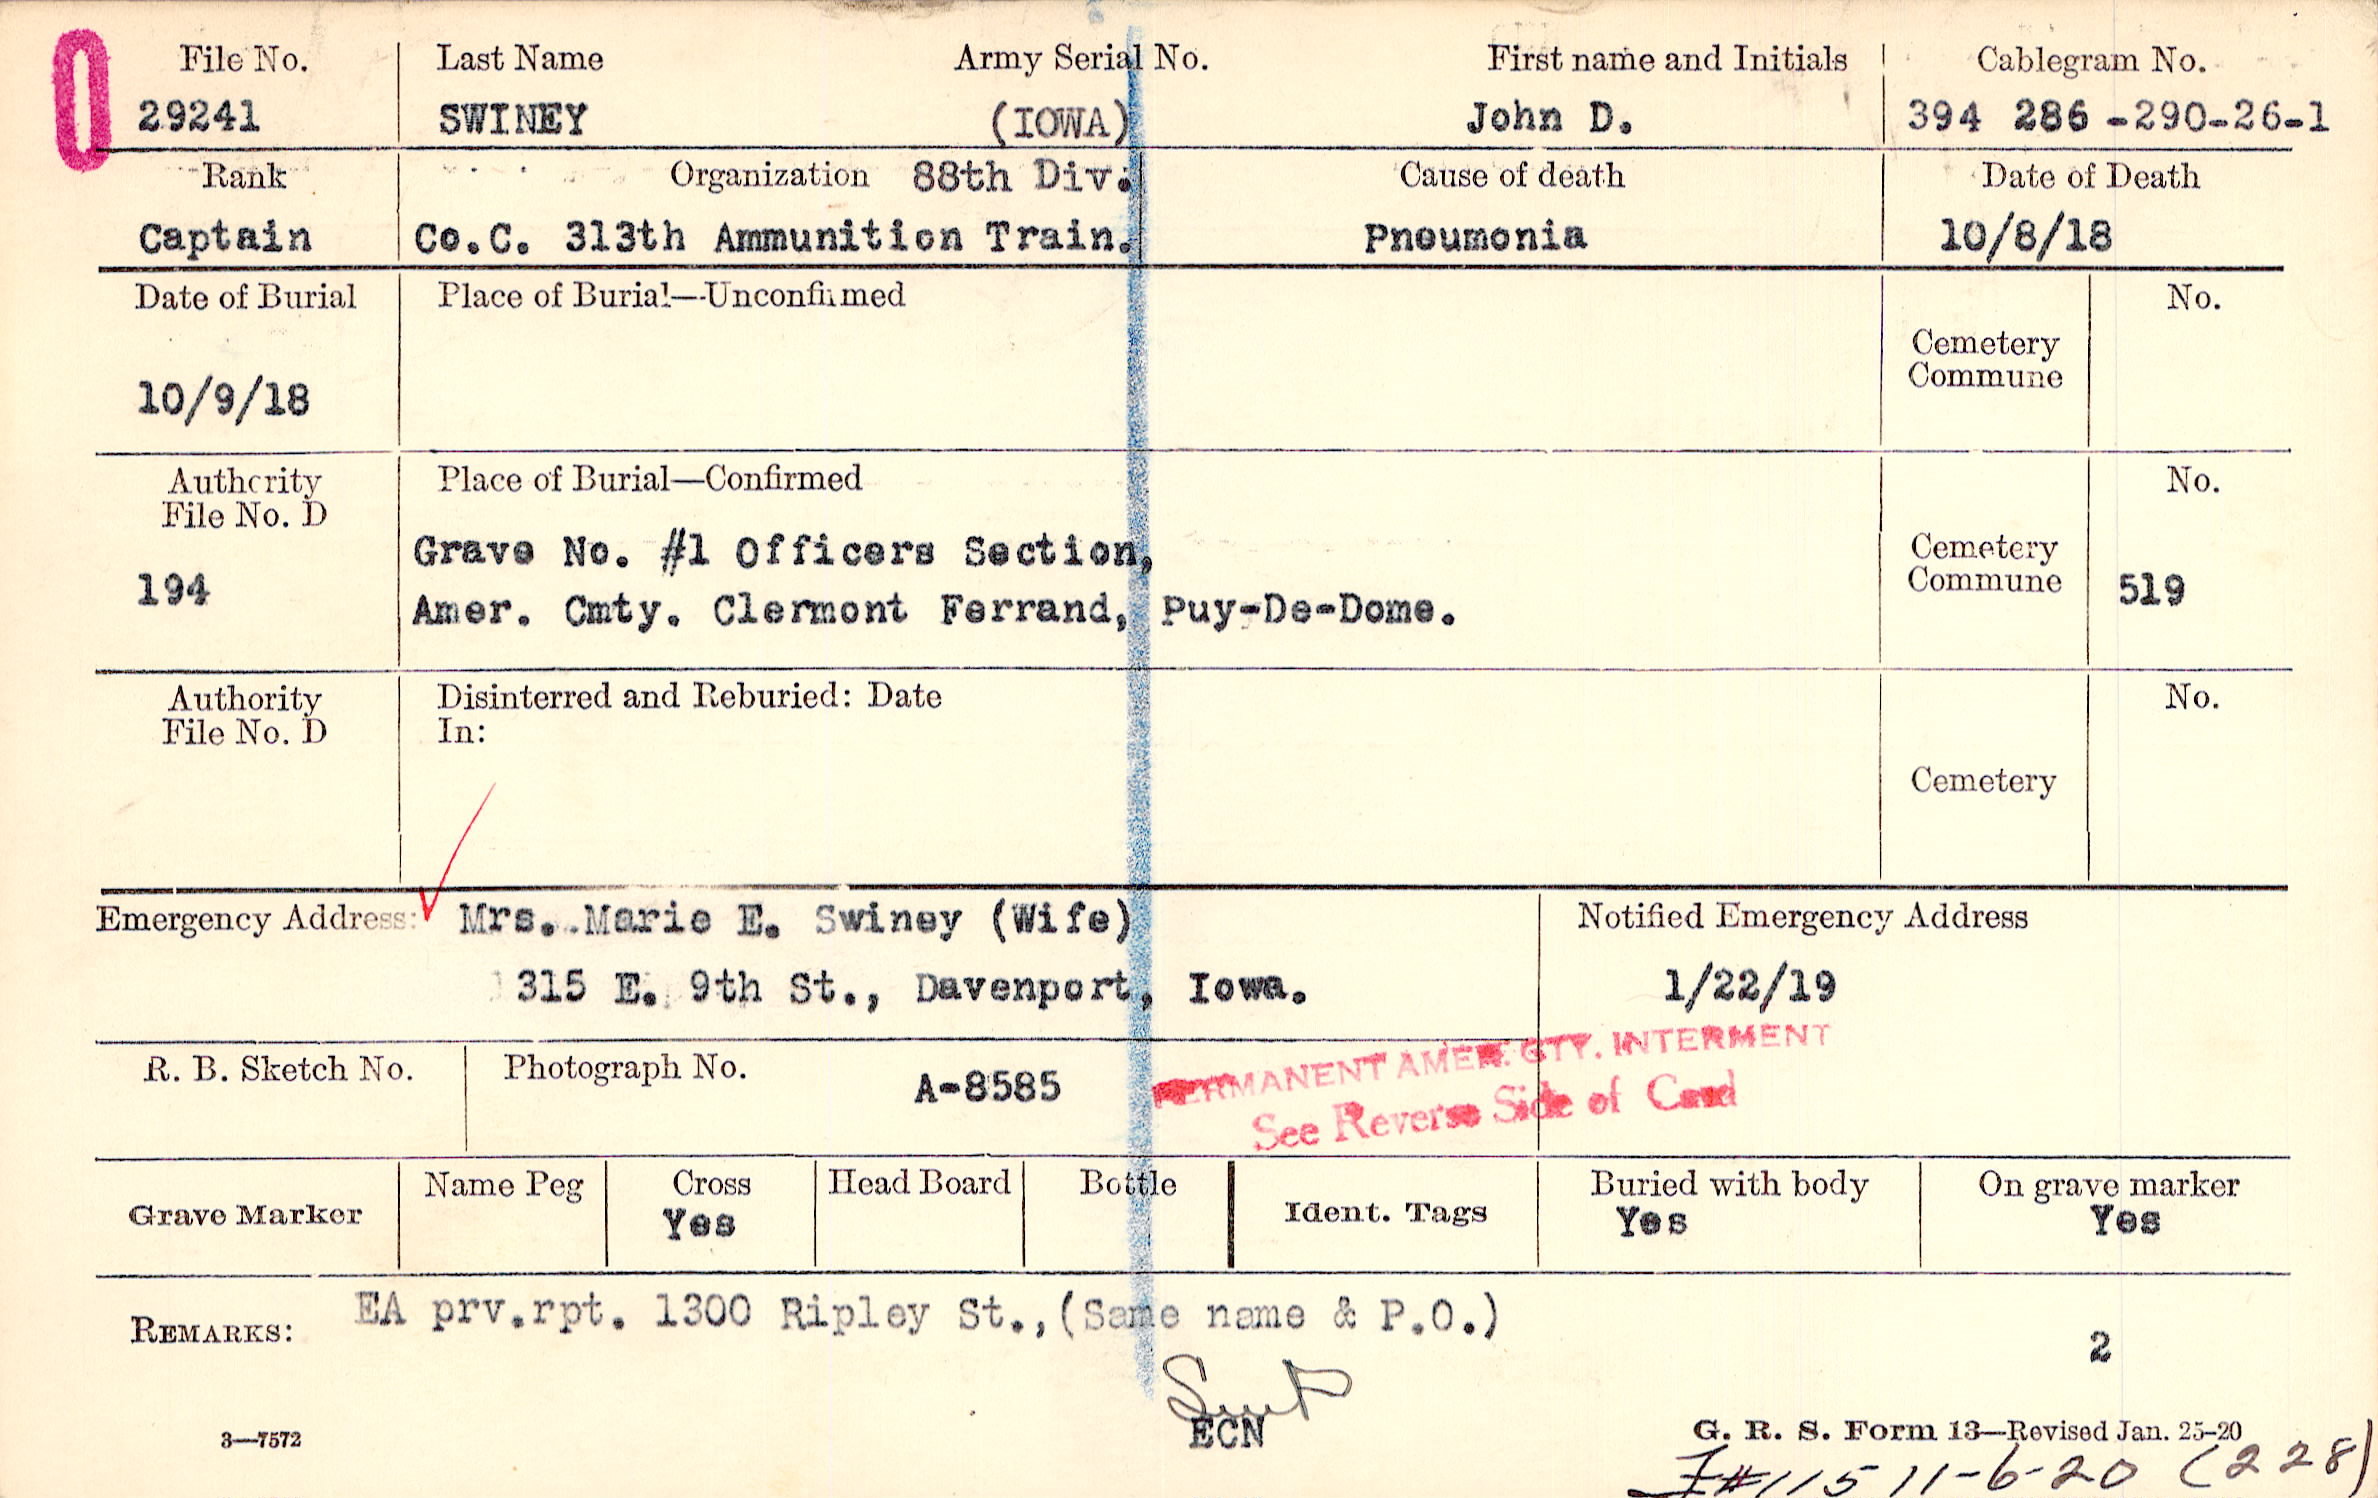 File No. Last Name Army Serial No. First name and Initials Cablegram No.
29241 SWINEY (IOWA) John D. 394 286-290-26-1
Rank Organization 88th Div. Cause of death Date of Death
Captain Co.C. 313th Ammunition Train. Pneumonia 10/8/18
Date of Burial Place of Burial—Unconfirmed No.
Cemetery
Commune
10/9/18
Authority Place of Burial—Confirmed No.
File No. D
Grave No. #1 Officers Section, Cemetery
194 Commune 519
Amer. Cmty. Clermont Ferrand, Puy-De-Dome.
Authority Disinterred and Reburied: Date No.
File No. D In:
Cemetery
Emergency Address: Mrs. Marie E. Swiney (Wife) Notified Emergency Address
1315 E. 9th St., Davenport, Iowa. 1/22/19
PERMANENT AMER. CTY. INTERMENT
R. B. Sketch No. Photograph No. A-8585
See Reverse Side of Card
Name Peg Cross Head Board Bottle Buried with body On grave marker
Grave Marker Yes Ident. Tags Yes Yes
REMARKS: EA prv.rpt. 1300 Ripley St.,(Same name & P.O.)
2
ECN
3—7572 G. R. S. Form 13—Revised Jan. 25-20
#115 11-6-20 (228)